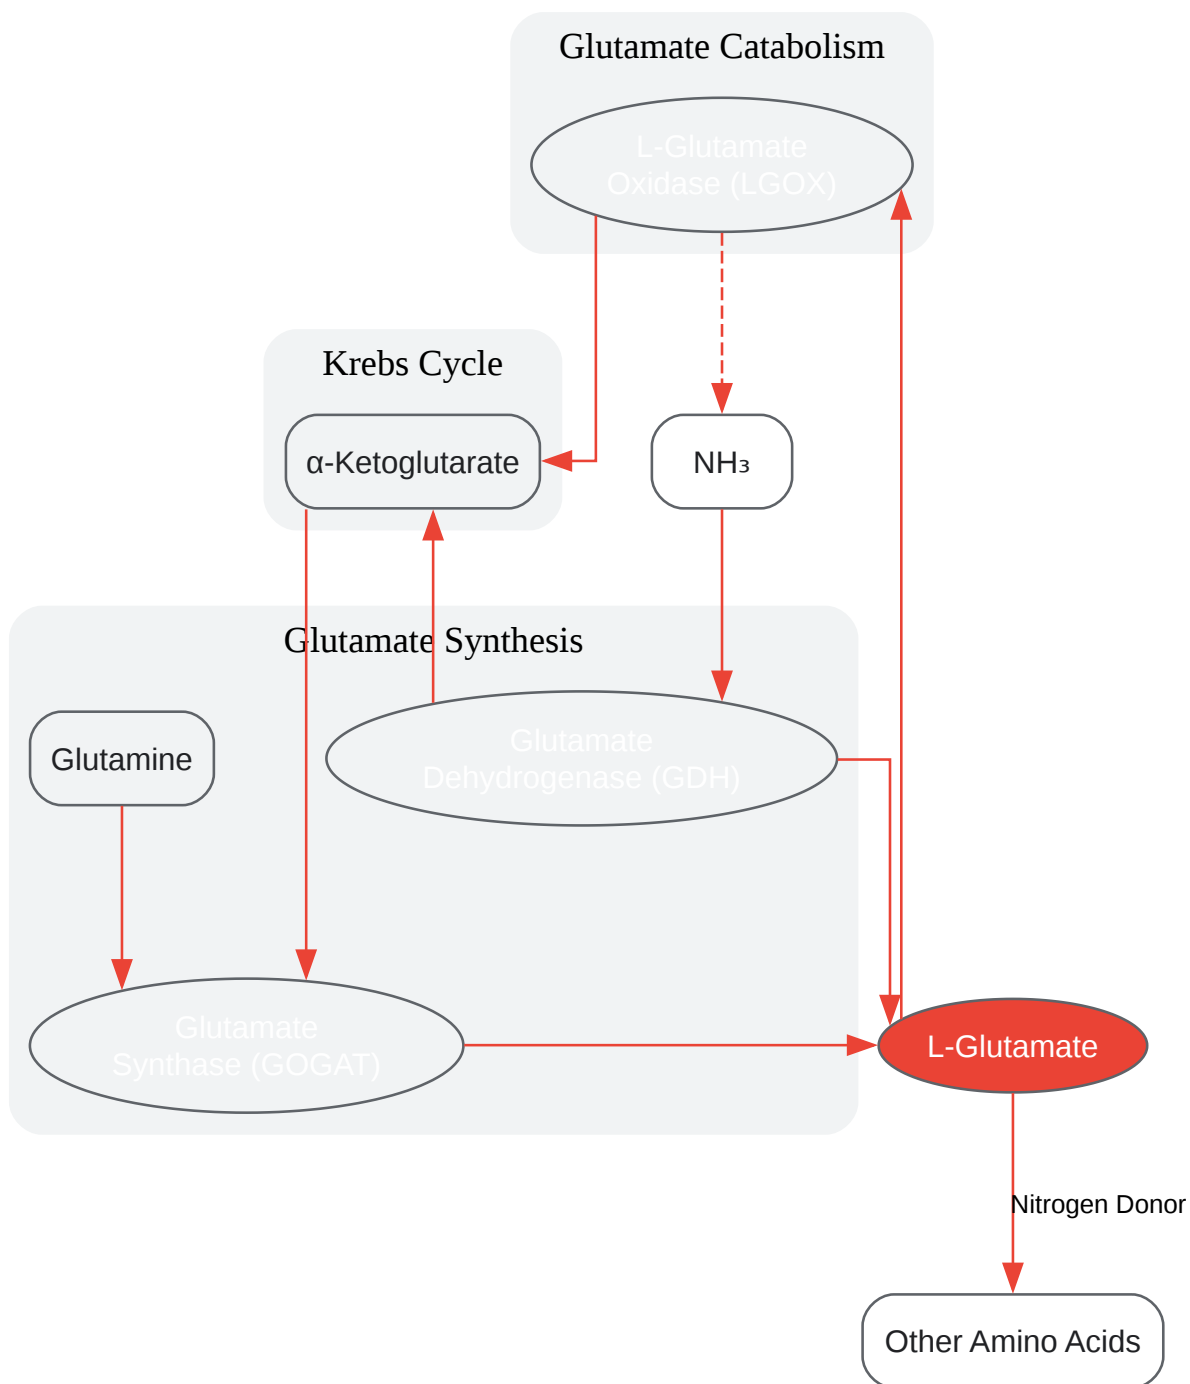 Glutamate Catabolism
L-Glutamate
Oxidase (LGOX)
Krebs Cycle
α-Ketoglutarate
NH₃
Glutamate Synthesis
Glutamine
Glutamate
Dehydrogenase (GDH)
Glutamate
Synthase (GOGAT)
L-Glutamate
Nitrogen Donor
Other Amino Acids